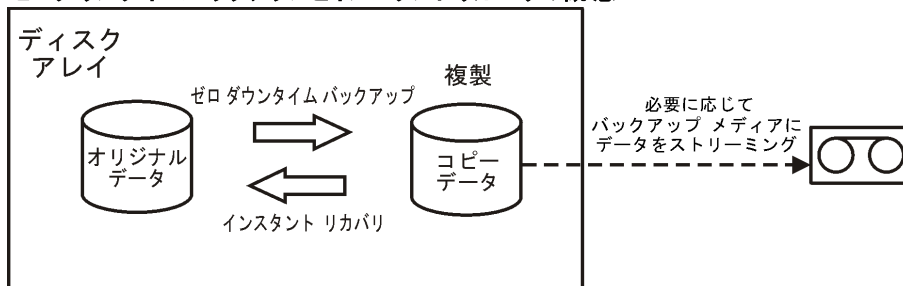 ディスク
アレイ
複製
ゼロ ダウンタイム バックアップ
オリジナル
データ
コピー
データ
インスタント リカバリ
必要に応じて
バックアップ メディアに
データをストリーミング